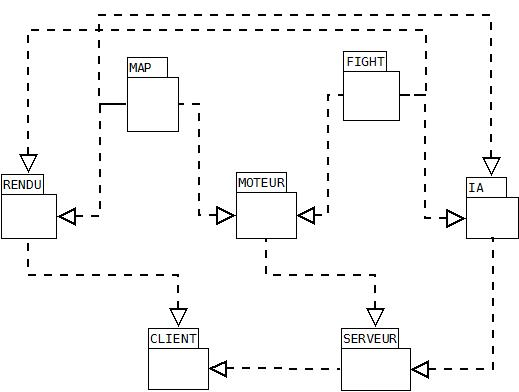 MAP
FIGHT
RENDU
MOTEUR
IA
CLIENT
SERVEUR